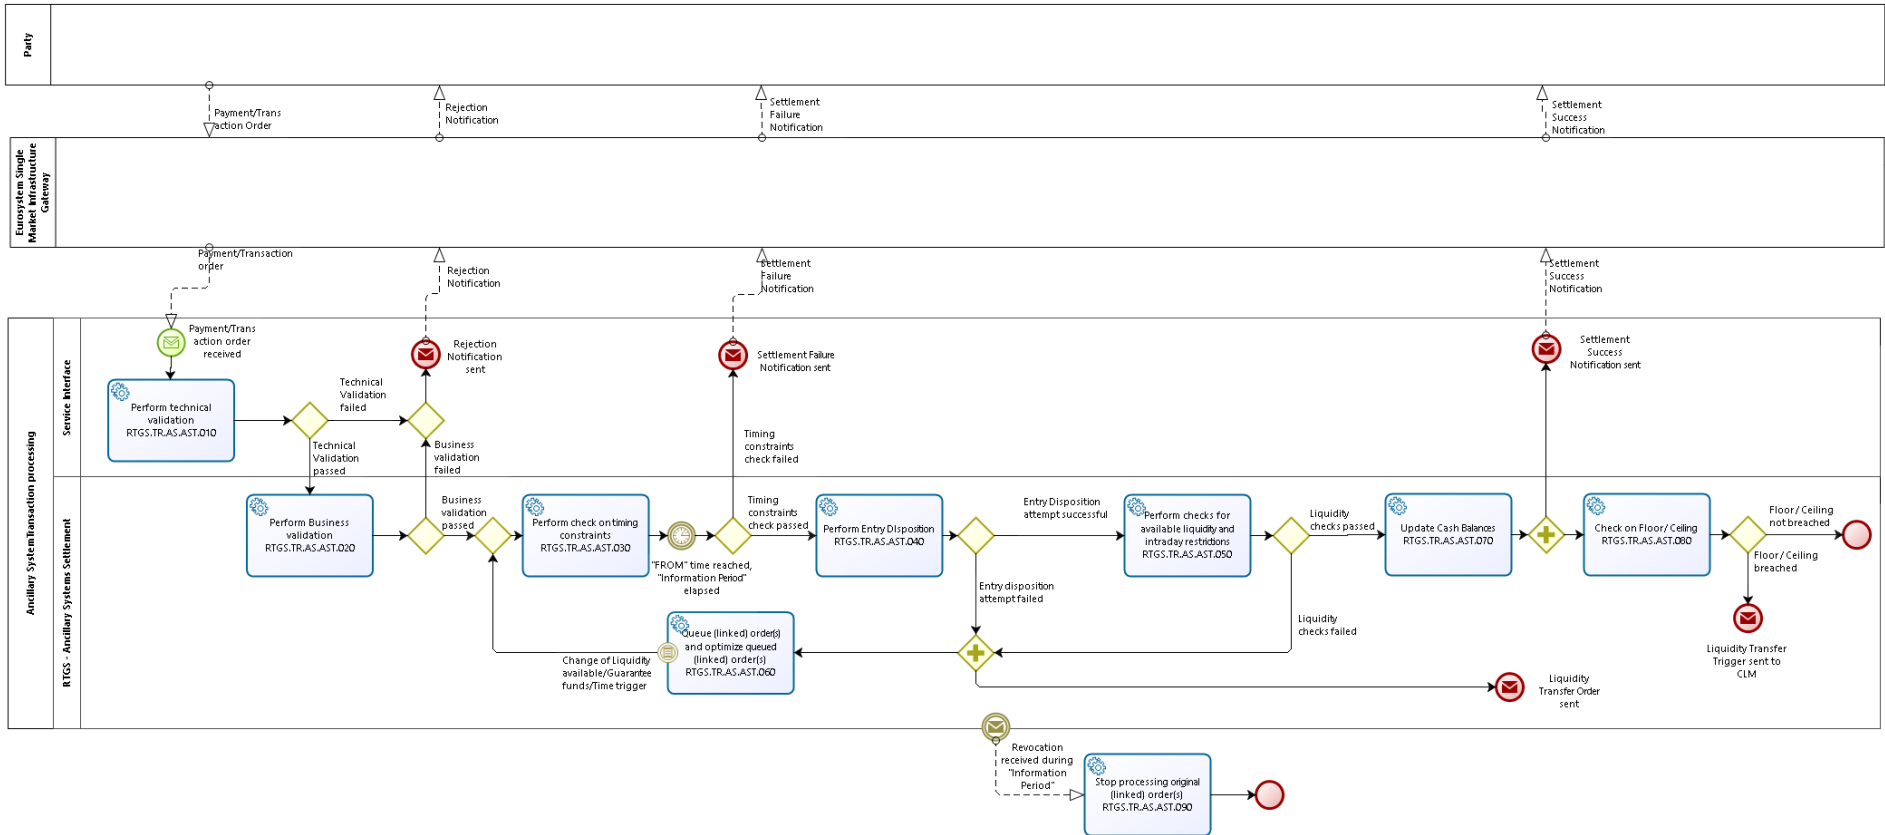 Party
Payment/Trans
action Order
Rejection
Notification
Settlement
Failure
Notification
Settlement
Success
Notification
Eurosystem Single
Market Infrastructure
Gateway
Payment/Transaction
order
Rejection
Notification
Settlement
Failure
Notification
Settlement
Success
Notification
Ancillary SystemTransaction processing
Service Interface
Payment/Trans
action order
received
Rejection
Notification
sent
Settlement Failure
Notification sent
Settlement
Success
Notification sent
Perform technical
validation
RTGS.TR.AS.AST.010
Technical
Validation
failed
Technical
Validation
passed
Business
validation
failed
Timing
constraints
check failed
RTGS - Ancillary Systems Settlement
Perform Business
validation
RTGS.TR.AS.AST.020
Business
validation
passed
Perform check on timing
constraints
RTGS.TR.AS.AST.030
"FROM" time reached,
"Information Period"
elapsed
Timing
constraints
check passed
Perform Entry DIsposition
RTGS.TR.AS.AST.040
Entry Disposition
attempt successful
Entry disposition
attempt failed
Perform checks for
available liquidity and
intraday restrictions
RTGS.TR.AS.AST.050
Liquidity
checks passed
Liquidity
checks failed
Update Cash Balances
RTGS.TR.AS.AST.070
Check on Floor/ Ceiling
RTGS.TR.AS.AST.080
Floor/ Ceiling
not breached
Floor/ Ceiling
breached
Liquidity Transfer
Trigger sent to
CLM
Queue (linked) order(s)
and optimize queued
(linked) order(s)
RTGS.TR.AS.AST.060
Change of Liquidity
available/Guarantee
funds/Time trigger
Liquidity
Transfer Order
sent
Revocation
received during
"Information
Period"
Stop processing original
(linked) order(s)
RTGS.TR.AS.AST.090